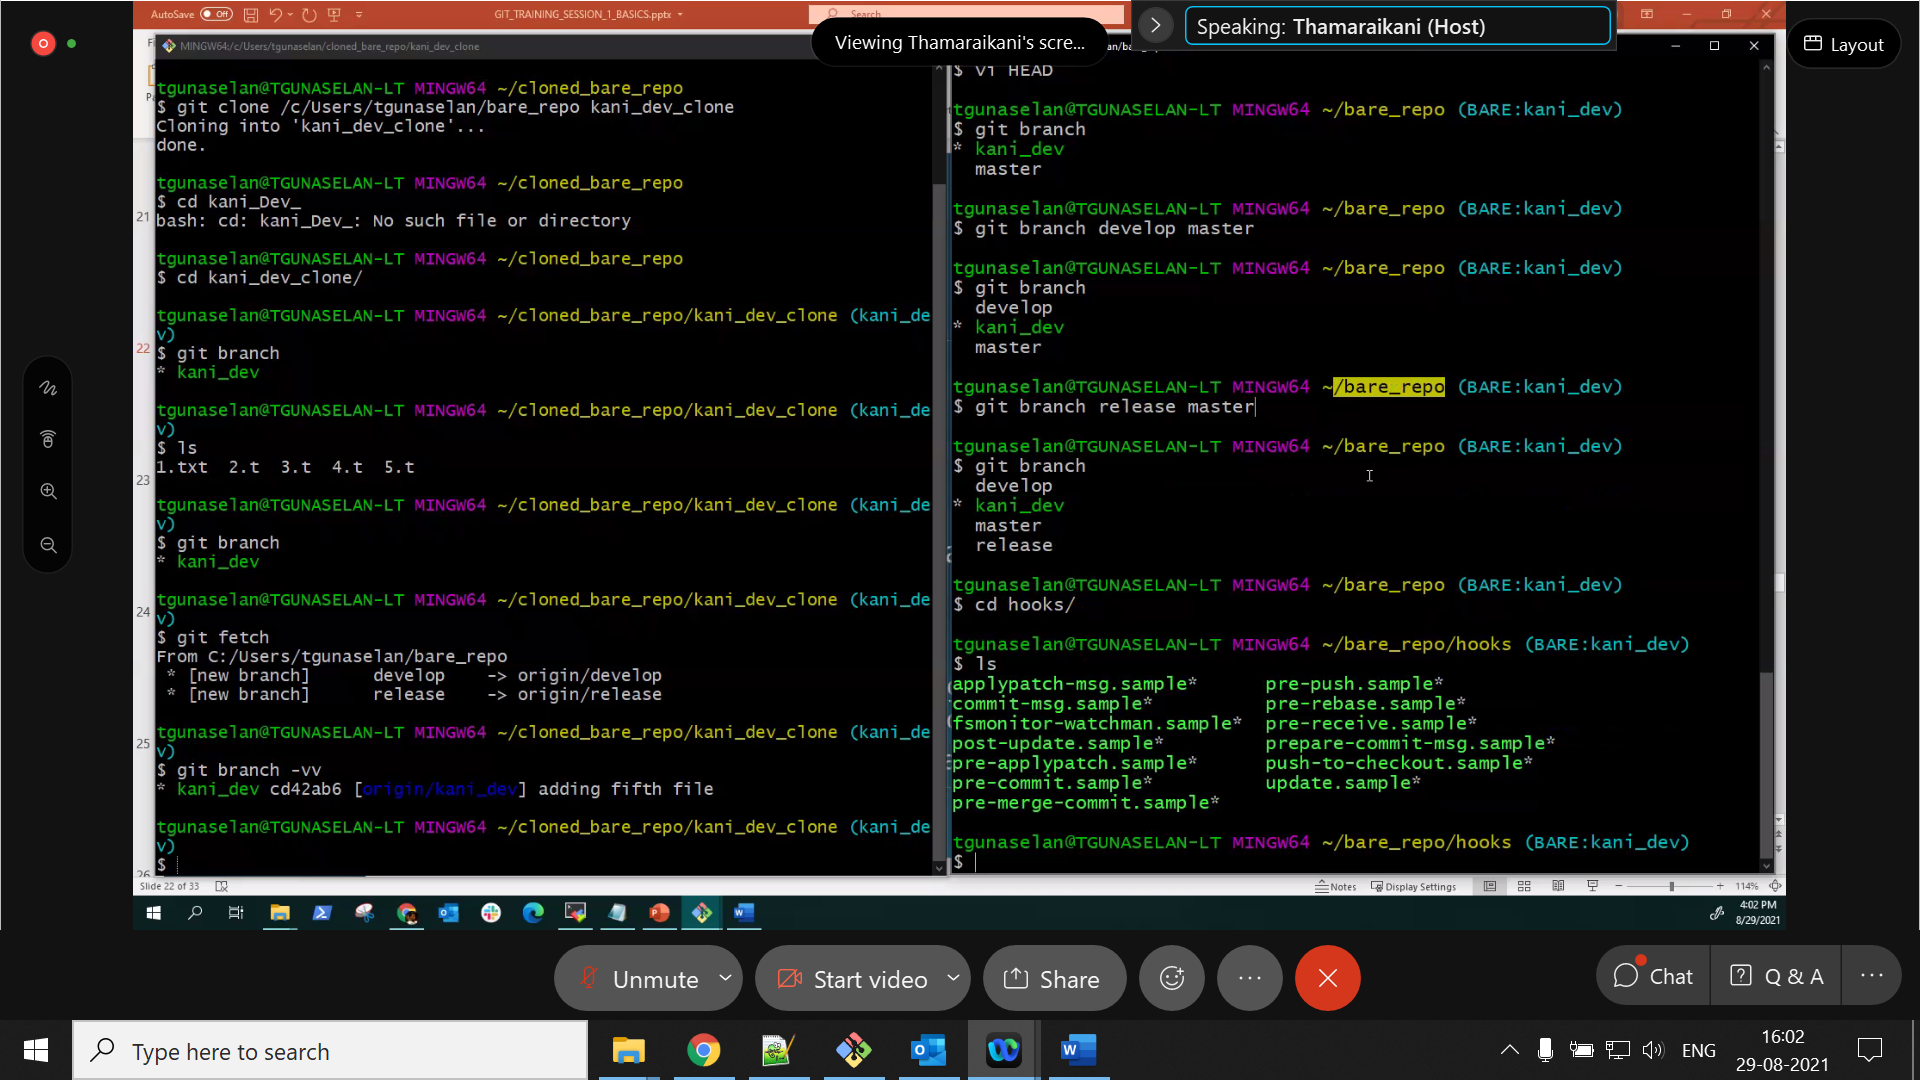 AutoSave Off
GIT_TRAINING_SESSION_1_BASICS.pptx
Search
Viewing Thamaraikani's scre...
Speaking: Thamaraikani (Host)
Layout
MINGW64:/c/Users/tgunaselan/cloned_bare_repo/kani_dev_clone
tgunaselan@TGUNASELAN-LT MINGW64 ~/cloned_bare_repo
$ git clone /c/Users/tgunaselan/bare_repo kani_dev_clone
Cloning into 'kani_dev_clone'...
done.
tgunaselan@TGUNASELAN-LT MINGW64 ~/cloned_bare_repo
$ cd kani_Dev_
bash: cd: kani_Dev_: No such file or directory
tgunaselan@TGUNASELAN-LT MINGW64 ~/cloned_bare_repo
$ cd kani_dev_clone/
tgunaselan@TGUNASELAN-LT MINGW64 ~/cloned_bare_repo/kani_dev_clone (kani_de
v)
$ git branch
* kani_dev
tgunaselan@TGUNASELAN-LT MINGW64 ~/cloned_bare_repo/kani_dev_clone (kani_de
v)
$ ls
1.txt 2.t 3.t 4.t 5.t
tgunaselan@TGUNASELAN-LT MINGW64 ~/cloned_bare_repo/kani_dev_clone (kani_de
v)
$ git branch
* kani_dev
tgunaselan@TGUNASELAN-LT MINGW64 ~/cloned_bare_repo/kani_dev_clone (kani_de
v)
$ git fetch
From C:/Users/tgunaselan/bare_repo
* [new branch] develop -> origin/develop
* [new branch] release -> origin/release
tgunaselan@TGUNASELAN-LT MINGW64 ~/cloned_bare_repo/kani_dev_clone (kani_de
v)
$ git branch -vv
* kani_dev cd42ab6 [origin/kani_dev] adding fifth file
tgunaselan@TGUNASELAN-LT MINGW64 ~/cloned_bare_repo/kani_dev_clone (kani_de
v)
$
21
22
23
24
25
26
$ vi HEAD
tgunaselan@TGUNASELAN-LT MINGW64 ~/bare_repo (BARE:kani_dev)
$ git branch
* kani_dev
master
tgunaselan@TGUNASELAN-LT MINGW64 ~/bare_repo (BARE:kani_dev)
$ git branch develop master
tgunaselan@TGUNASELAN-LT MINGW64 ~/bare_repo (BARE:kani_dev)
$ git branch
develop
* kani_dev
master
tgunaselan@TGUNASELAN-LT MINGW64 ~/bare_repo (BARE:kani_dev)
$ git branch release master
tgunaselan@TGUNASELAN-LT MINGW64 ~/bare_repo (BARE:kani_dev)
$ git branch
develop
* kani_dev
master
release
tgunaselan@TGUNASELAN-LT MINGW64 ~/bare_repo (BARE:kani_dev)
$ cd hooks/
tgunaselan@TGUNASELAN-LT MINGW64 ~/bare_repo/hooks (BARE:kani_dev)
$ ls
applypatch-msg.sample* pre-push.sample*
commit-msg.sample* pre-rebase.sample*
fsmonitor-watchman.sample* pre-receive.sample*
post-update.sample* prepare-commit-msg.sample*
pre-applypatch.sample* push-to-checkout.sample*
pre-commit.sample* update.sample*
pre-merge-commit.sample*
tgunaselan@TGUNASELAN-LT MINGW64 ~/bare_repo/hooks (BARE:kani_dev)
$
Slide 22 of 33
Notes Display Settings 114%
4:02 PM
8/29/2021
Unmute Start video Share
Chat Q & A
Type here to search
ENG
16:02
29-08-2021